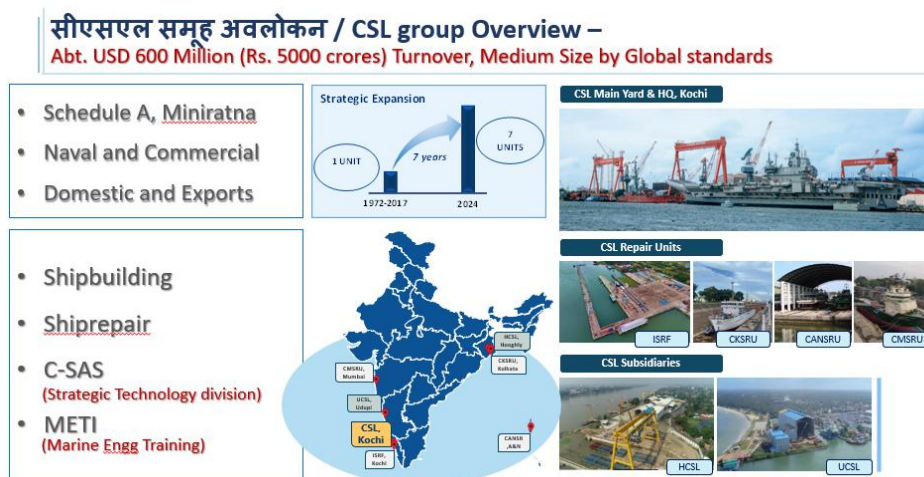 सीएसएल समूह अवलोकन / CSL group Overview –
Abt. USD 600 Million (Rs. 5000 crores) Turnover, Medium Size by Global standards
Schedule A, Miniratna
Naval and Commercial
Domestic and Exports
Strategic Expansion
1 UNIT
7 years
7
UNITS
1972-2017
2024
CSL Main Yard & HQ, Kochi
Shipbuilding
Shiprepair
C-SAS
(Strategic Technology division)
METI
(Marine Engg Training)
HCSL,
Hooghly
CKSRU,
Kolkata
CMSRU,
Mumbai
UCSL,
Udupi
CSL,
Kochi
ISRF,
Kochi
CANSR
,A&N
CSL Repair Units
ISRF
CKSRU
CANSRU
CMSRU
CSL Subsidiaries
HCSL
UCSL